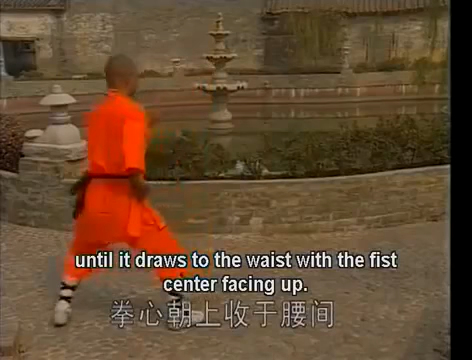 until it draws to the waist with the fist
center facing up.
拳心朝上收于腰间